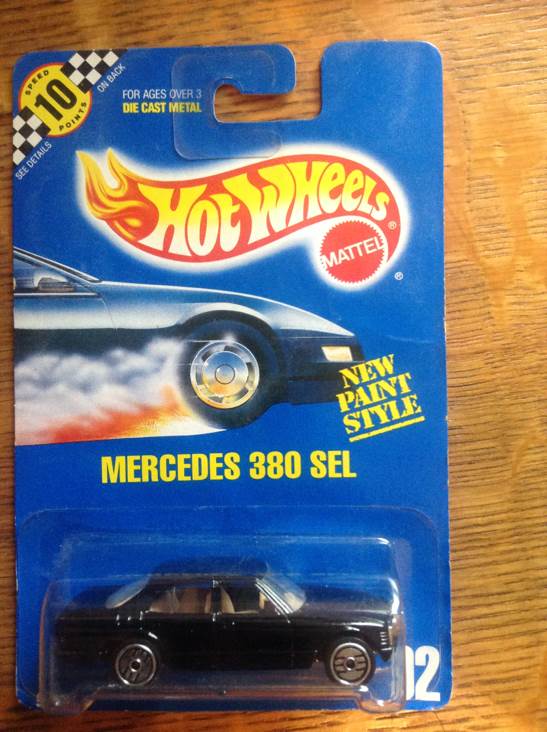 SPEED
10
POINTS
SEE DETAILS
ON BACK
FOR AGES OVER 3
DIE CAST METAL
HOT WHEELS®
MATTEL
®
NEW
PAINT
STYLE
MERCEDES 380 SEL
92